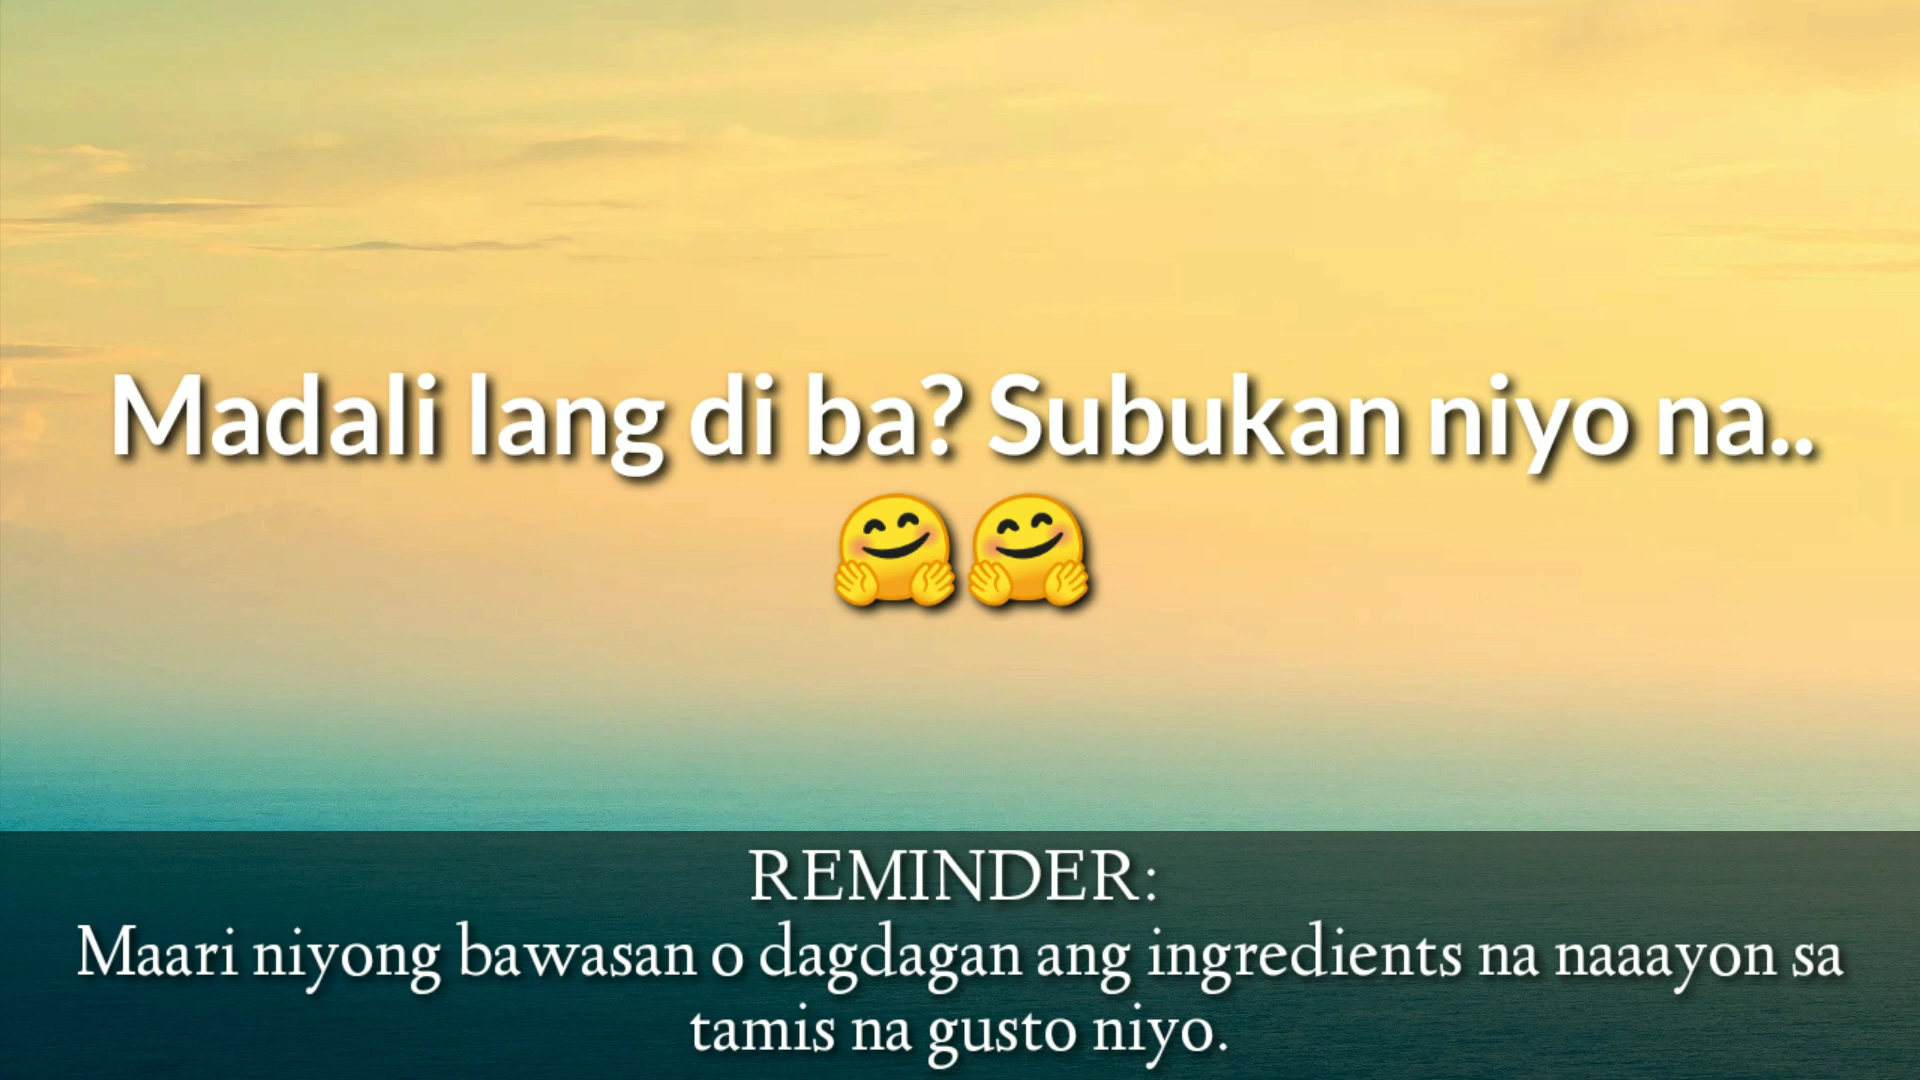 Madali lang di ba? Subukan niyo na..
🤗🤗
REMINDER:
Maari niyong bawasan o dagdagan ang ingredients na naaayon sa
tamis na gusto niyo.